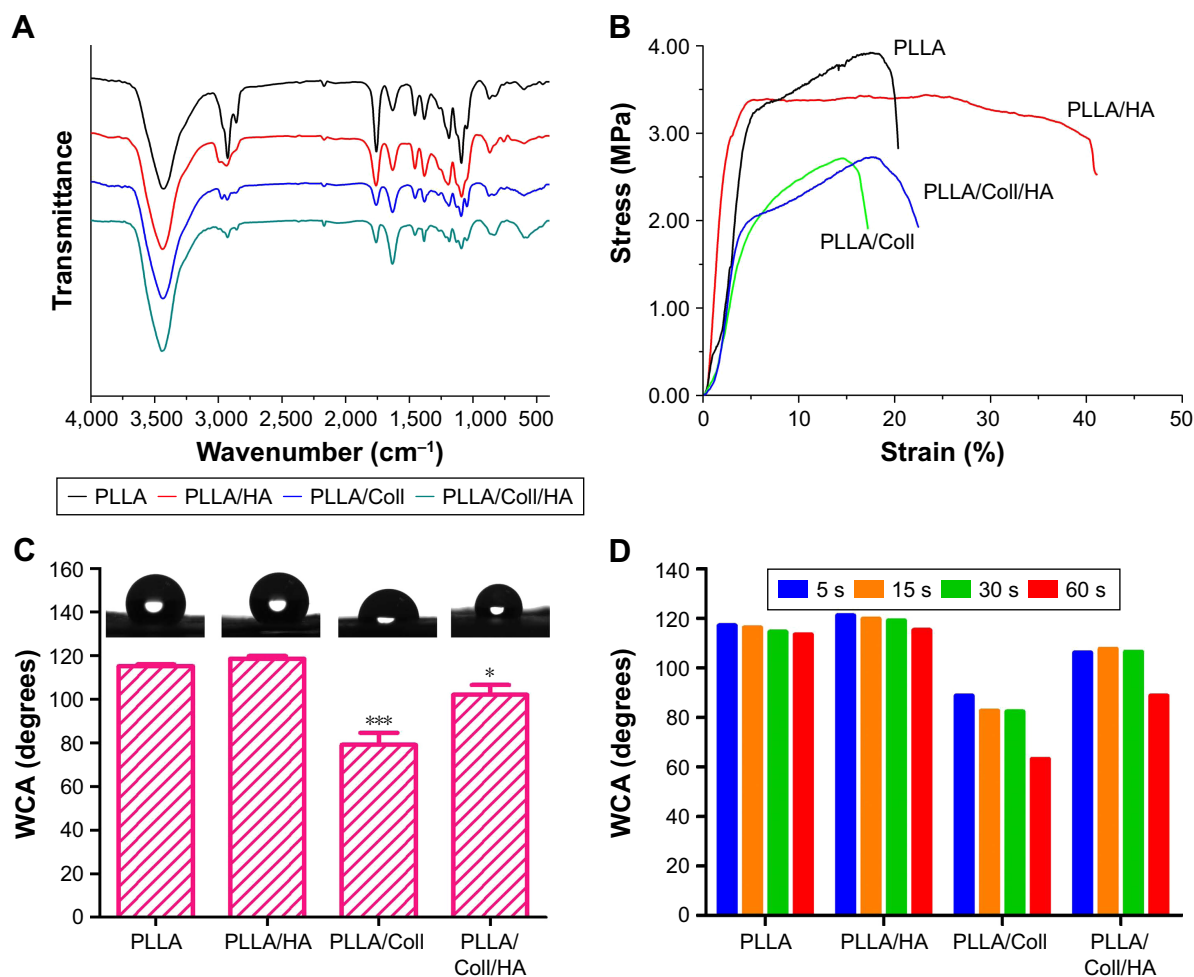 A
Transmittance
4,000 3,500 3,000 2,500 2,000 1,500 1,000 500
Wavenumber (cm⁻¹)
PLLA PLLA/HA PLLA/Coll PLLA/Coll/HA
B
Stress (MPa)
4.00
3.00
2.00
1.00
0.00
0 10 20 30 40 50
Strain (%)
PLLA
PLLA/HA
PLLA/Coll/HA
PLLA/Coll
C
WCA (degrees)
160
140
120
100
80
60
40
20
0
***
*
PLLA PLLA/HA PLLA/Coll PLLA/
Coll/HA
D
WCA (degrees)
140
120
100
80
60
40
20
0
5 s 15 s 30 s 60 s
PLLA PLLA/HA PLLA/Coll PLLA/
Coll/HA